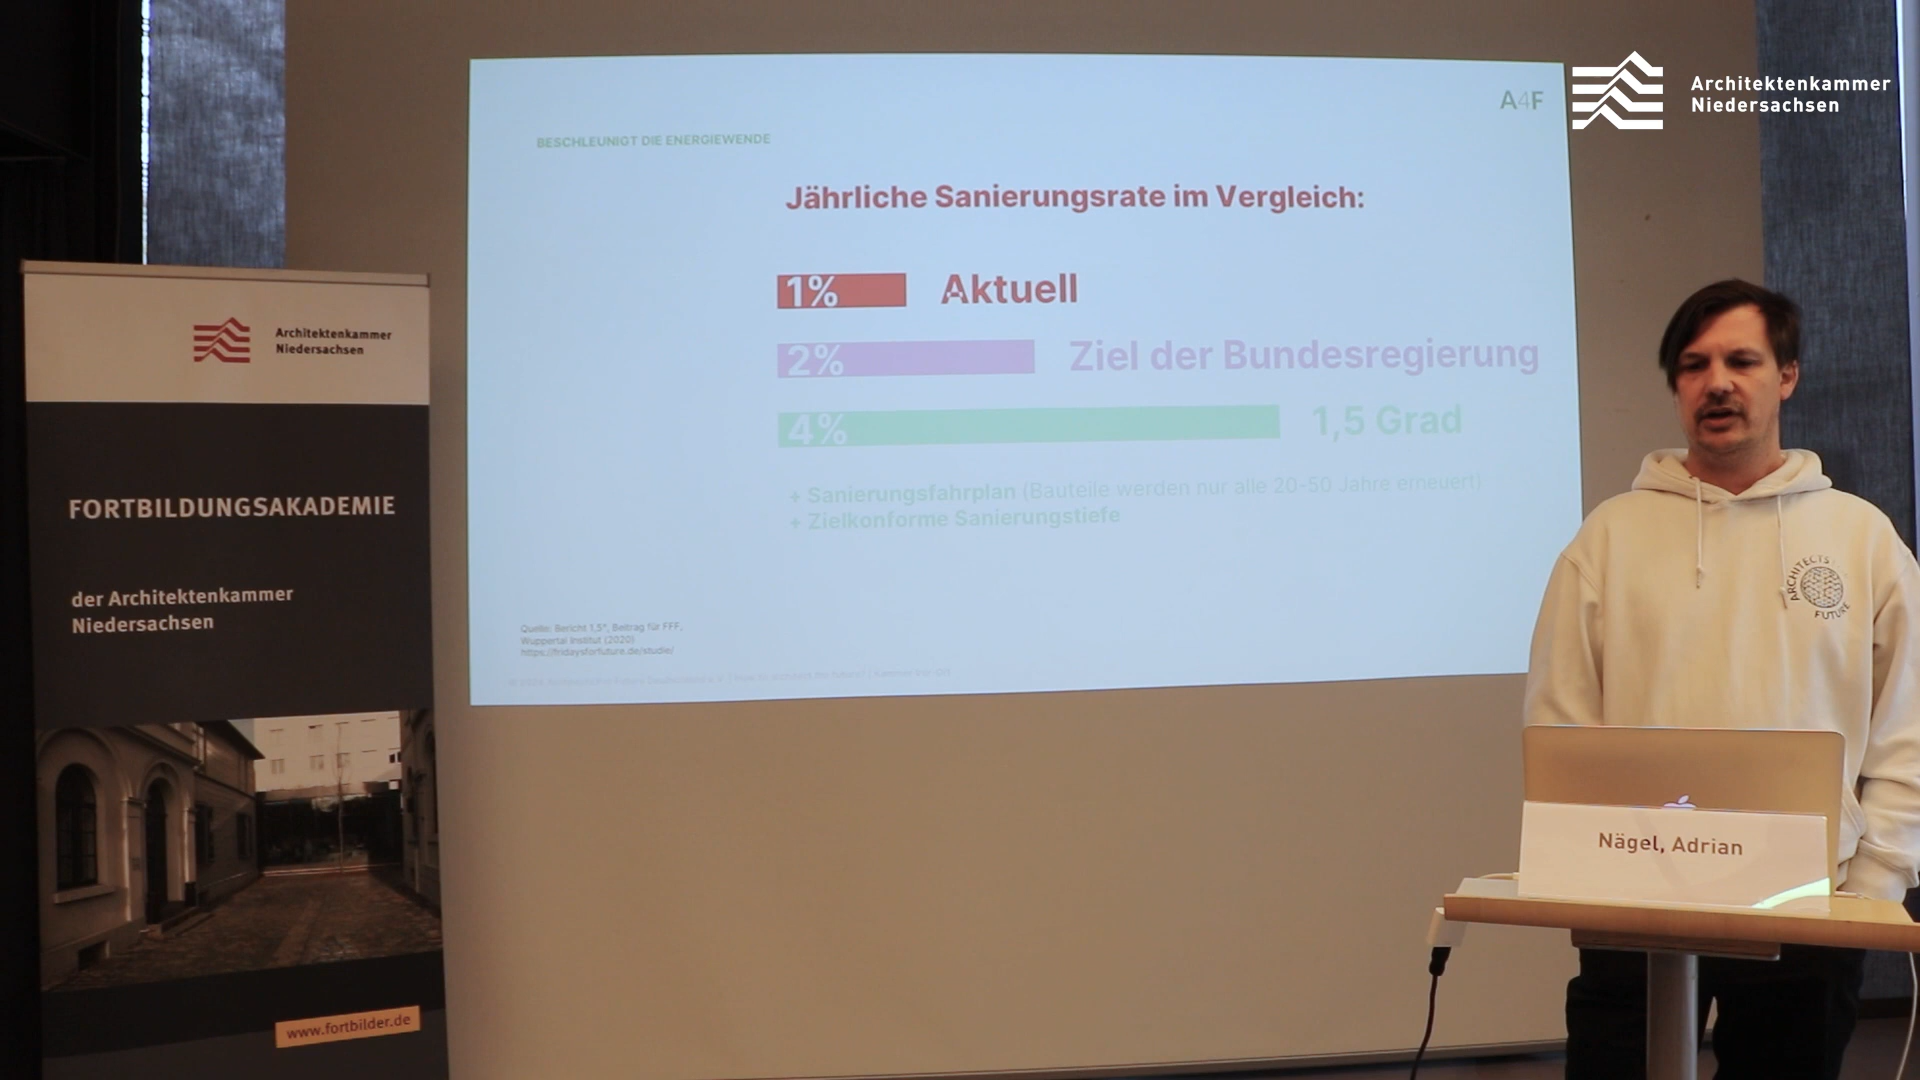 Architektenkammer
Niedersachsen
A4F
BESCHLEUNIGT DIE ENERGIEWENDE
Jährliche Sanierungsrate im Vergleich:
1% Aktuell
2% Ziel der Bundesregierung
4% 1,5 Grad
+ Sanierungsfahrplan (Bauteile werden nur alle 20-50 Jahre erneuert)
+ Zielkonforme Sanierungstiefe
Quelle: Bericht 1,5°, Beitrag für FFF,
Wuppertal Institut (2020)
https://fridaysforfuture.de/studie/
Architektenkammer
Niedersachsen
FORTBILDUNGSAKADEMIE
der Architektenkammer
Niedersachsen
www.fortbilder.de
ARCHITECTS
FUTURE
Nägel, Adrian